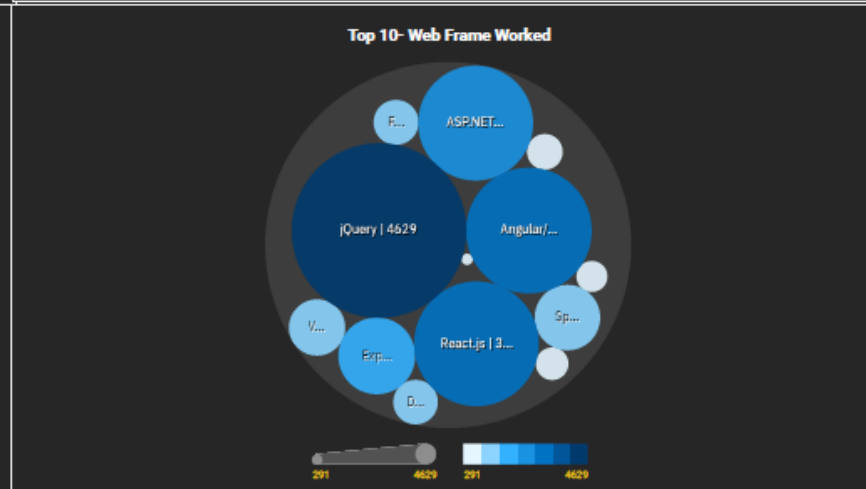 Top 10- Web Frame Worked
F...
ASP.NET...
jQuery | 4629
Angular/...
Sp...
V...
React.js | 3...
Exp...
D...
291 4629
291 4629